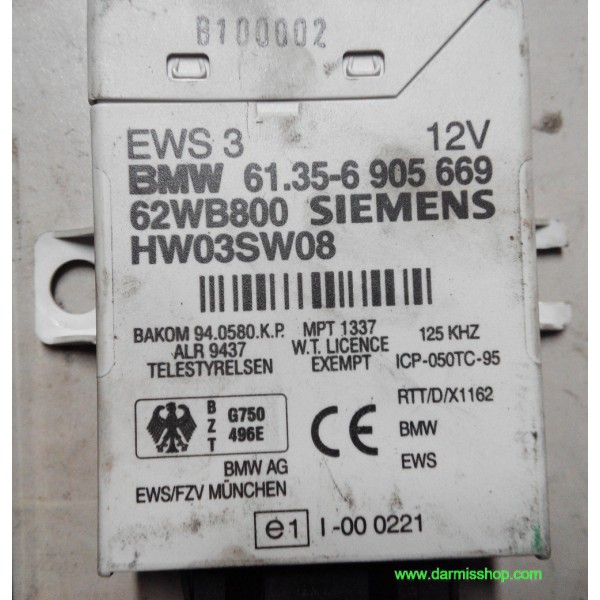 B100002
EWS 3 12V
BMW 61.35-6 905 669
62WB800 SIEMENS
HW03SW08
BAKOM 94.0580.K.P. MPT 1337 125 KHZ
ALR 9437 W.T. LICENCE
TELESTYRELSEN EXEMPT ICP-050TC-95
RTT/D/X1162
B Z T G750 496E
CE BMW
BMW AG EWS
EWS/FZV MÜNCHEN
e1 I-00 0221
www.darmisshop.com